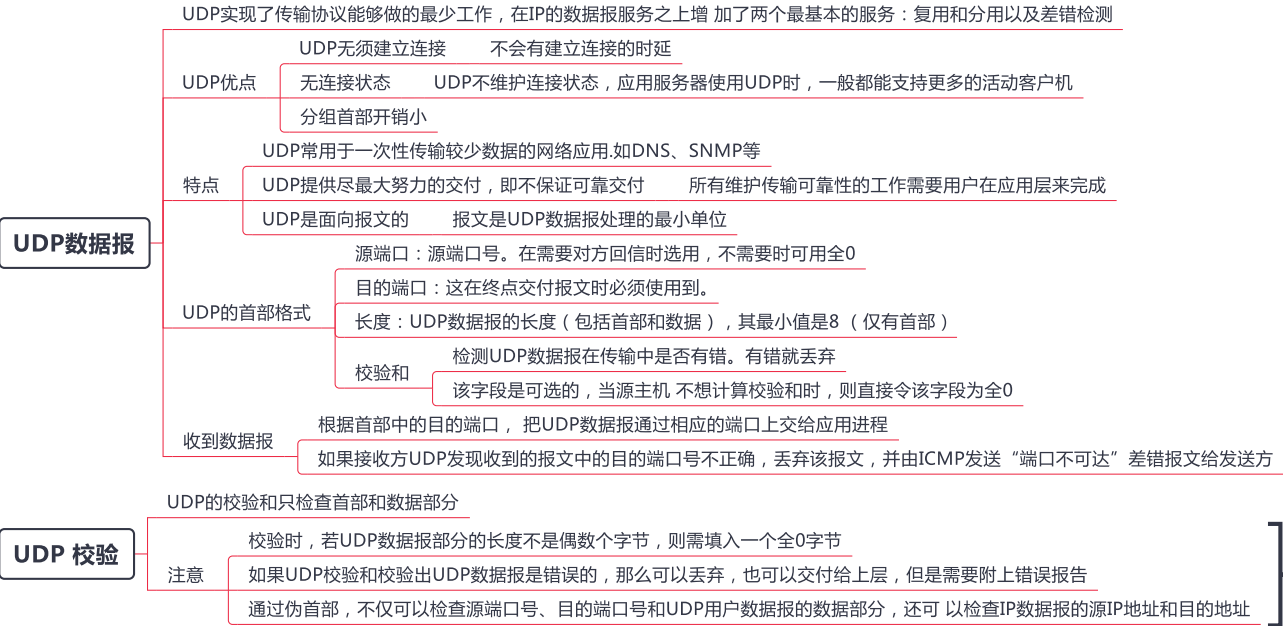 UDP实现了传输协议能够做的最少工作，在IP的数据报服务之上增 加了两个最基本的服务：复用和分用以及差错检测
UDP无须建立连接 不会有建立连接的时延
UDP优点 无连接状态 UDP不维护连接状态，应用服务器使用UDP时，一般都能支持更多的活动客户机
分组首部开销小
UDP常用于一次性传输较少数据的网络应用.如DNS、SNMP等
特点 UDP提供尽最大努力的交付，即不保证可靠交付 所有维护传输可靠性的工作需要用户在应用层来完成
UDP是面向报文的 报文是UDP数据报处理的最小单位
UDP数据报
源端口：源端口号。在需要对方回信时选用，不需要时可用全0
目的端口：这在终点交付报文时必须使用到。
UDP的首部格式
长度：UDP数据报的长度（包括首部和数据），其最小值是8 （仅有首部）
检测UDP数据报在传输中是否有错。有错就丢弃
校验和
该字段是可选的，当源主机 不想计算校验和时，则直接令该字段为全0
根据首部中的目的端口， 把UDP数据报通过相应的端口上交给应用进程
收到数据报
如果接收方UDP发现收到的报文中的目的端口号不正确，丢弃该报文，并由ICMP发送“端口不可达”差错报文给发送方
UDP的校验和只检查首部和数据部分
UDP 校验
校验时，若UDP数据报部分的长度不是偶数个字节，则需填入一个全0字节
注意 如果UDP校验和校验出UDP数据报是错误的，那么可以丢弃，也可以交付给上层，但是需要附上错误报告
通过伪首部，不仅可以检查源端口号、目的端口号和UDP用户数据报的数据部分，还可 以检查IP数据报的源IP地址和目的地址